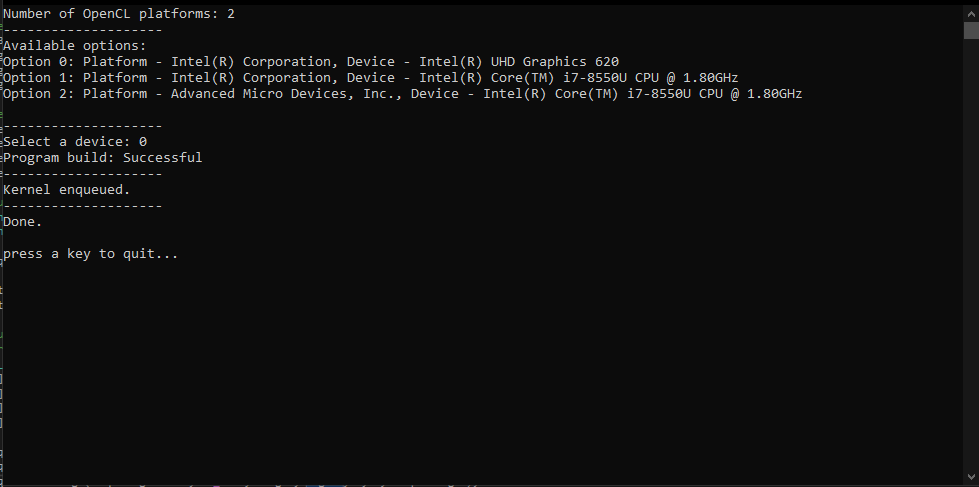 Number of OpenCL platforms: 2
--------------------
Available options:
Option 0: Platform - Intel(R) Corporation, Device - Intel(R) UHD Graphics 620
Option 1: Platform - Intel(R) Corporation, Device - Intel(R) Core(TM) i7-8550U CPU @ 1.80GHz
Option 2: Platform - Advanced Micro Devices, Inc., Device - Intel(R) Core(TM) i7-8550U CPU @ 1.80GHz
--------------------
Select a device: 0
Program build: Successful
--------------------
Kernel enqueued.
--------------------
Done.
press a key to quit...